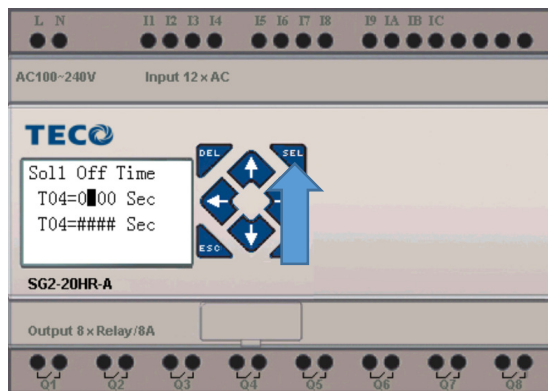 L N I1 I2 I3 I4 I5 I6 I7 I8 I9 IA IB IC
AC100~240V Input 12 x AC
TECO
DEL SEL
Sol1 Off Time
T04=0█00 Sec
T04=#### Sec
ESC
SG2-20HR-A
Output 8 x Relay/8A
Q1 Q2 Q3 Q4 Q5 Q6 Q7 Q8